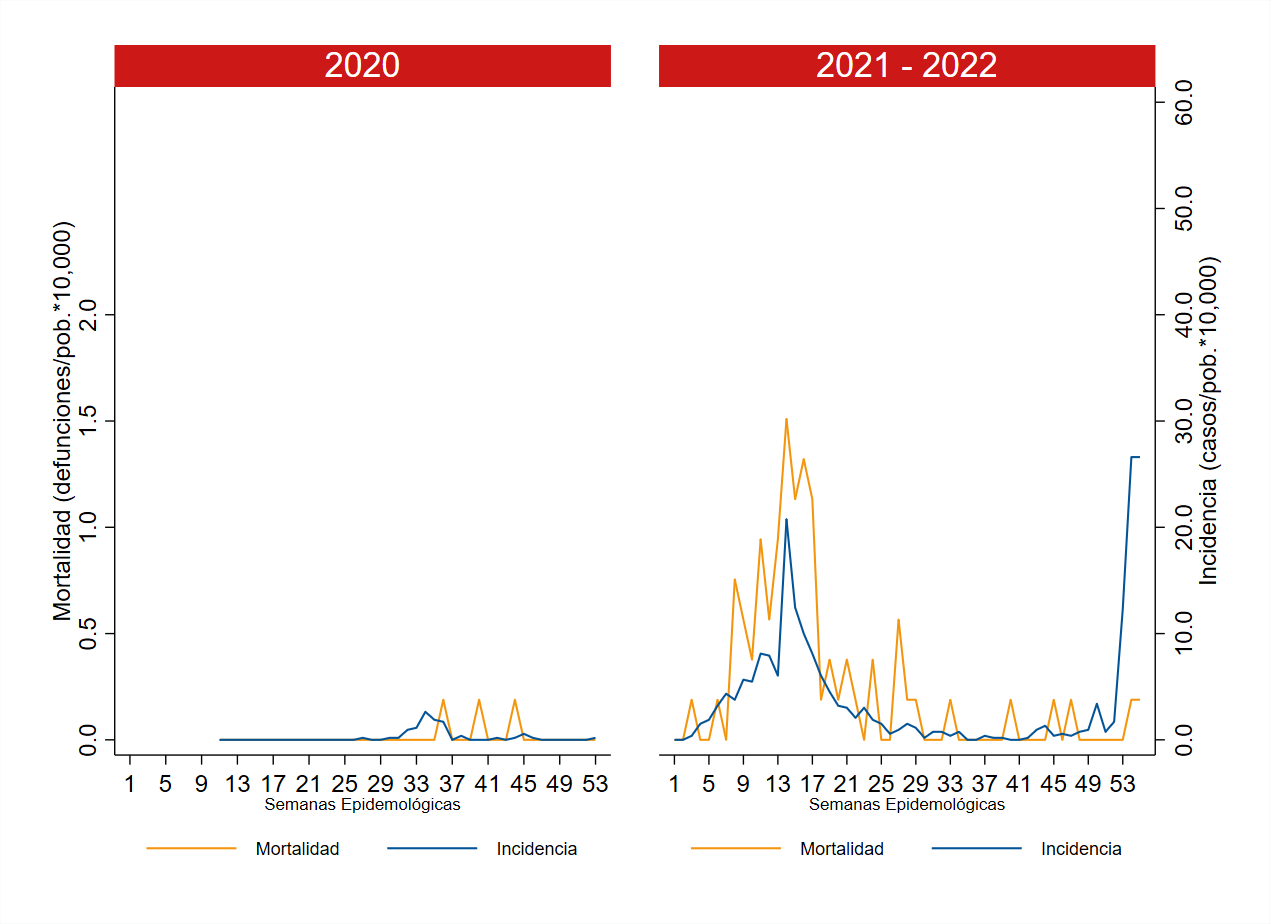 2020
2021 - 2022
Mortalidad (defunciones/pob.*10,000)
2.0
1.5
1.0
0.5
0.0
60.0
50.0
40.0
30.0
20.0
10.0
0.0
Incidencia (casos/pob.*10,000)
1 5 9 13 17 21 25 29 33 37 41 45 49 53
Semanas Epidemológicas
1 5 9 13 17 21 25 29 33 37 41 45 49 53
Semanas Epidemológicas
Mortalidad Incidencia
Mortalidad Incidencia